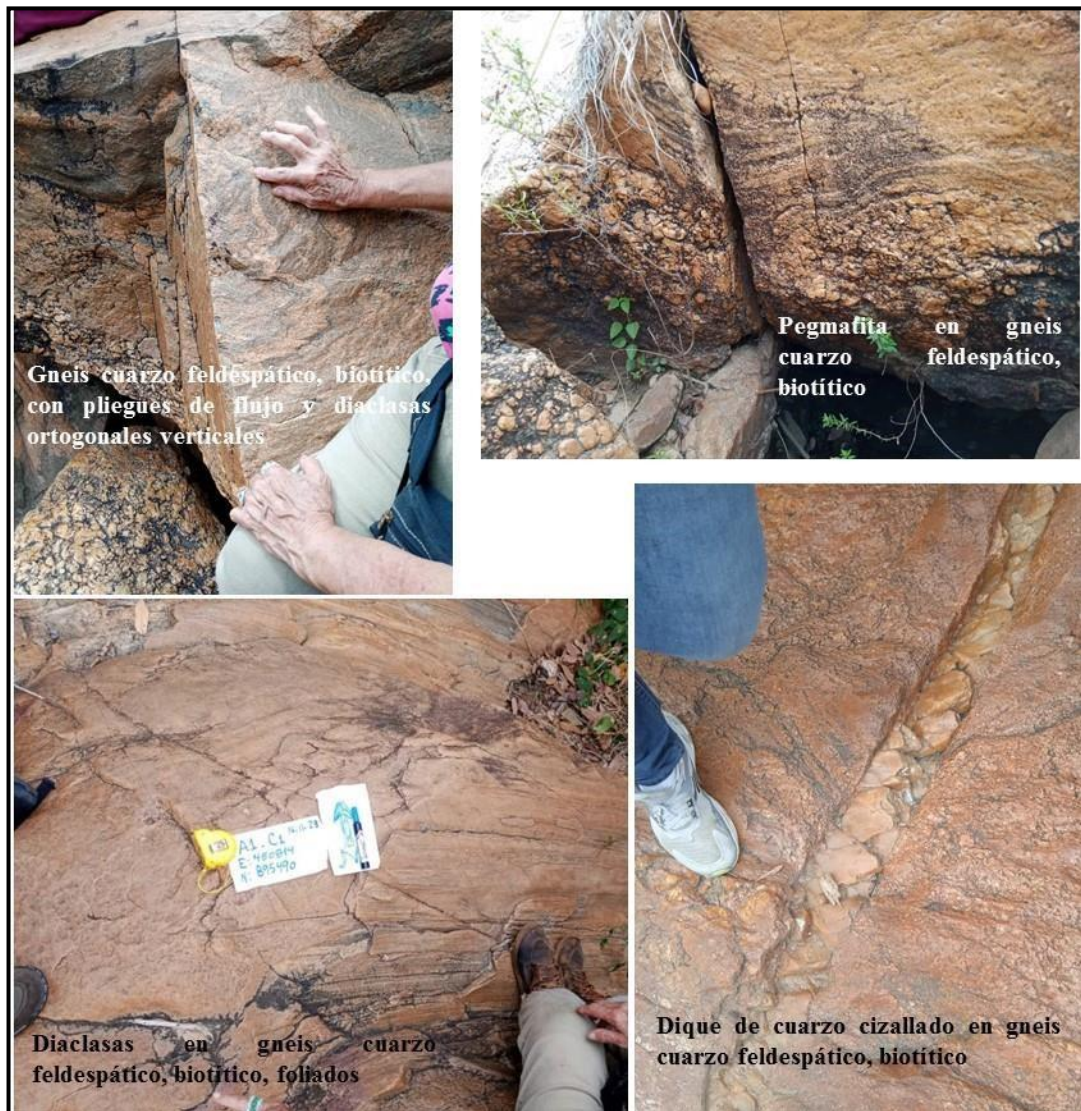 Gneis cuarzo feldespático, biotítico,
con pliegues de flujo y diaclasas
ortogonales verticales
Pegmatita en gneis
cuarzo feldespático,
biotítico
A1.C1
E: 480844
N: 895490
Diaclasas en gneis cuarzo
feldespático, biotítico, foliados
Dique de cuarzo cizallado en gneis
cuarzo feldespático, biotítico